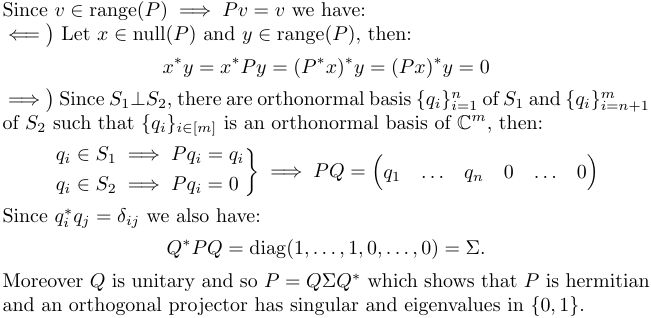 Since v ∈ range(P) ⟹ Pv = v we have:
⟸) Let x ∈ null(P) and y ∈ range(P), then:
x*y = x*Py = (P*x)*y = (Px)*y = 0
⟹) Since S₁⊥S₂, there are orthonormal basis {qᵢ}ⁿᵢ₌₁ of S₁ and {qᵢ}ᵐᵢ₌ₙ₊₁
of S₂ such that {qᵢ}ᵢ∈[m] is an orthonormal basis of ℂᵐ, then:
qᵢ ∈ S₁ ⟹ Pqᵢ = qᵢ
qᵢ ∈ S₂ ⟹ Pqᵢ = 0 } ⟹ PQ = (q₁ … qₙ 0 … 0)
Since qᵢ*qⱼ = δᵢⱼ we also have:
Q*PQ = diag(1, …, 1, 0, …, 0) = Σ.
Moreover Q is unitary and so P = QΣQ* which shows that P is hermitian
and an orthogonal projector has singular and eigenvalues in {0, 1}.